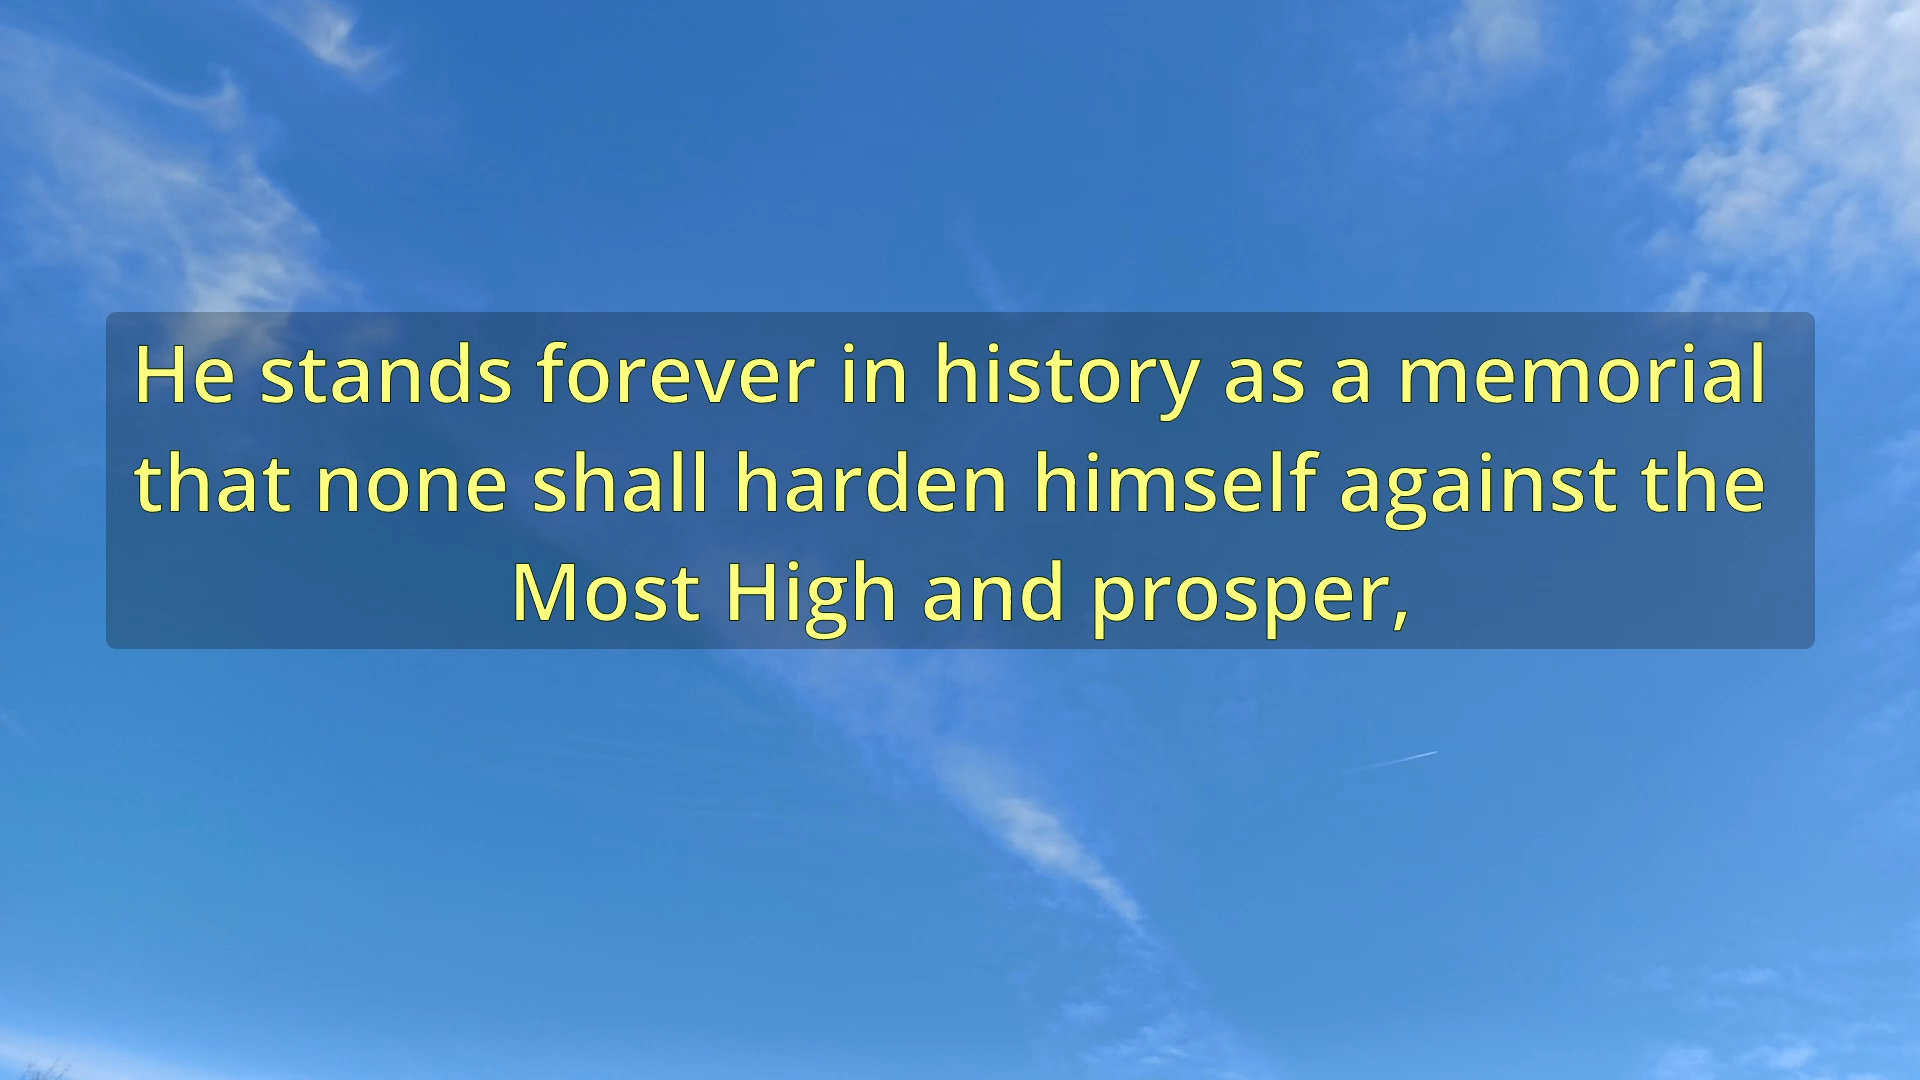 He stands forever in history as a memorial
that none shall harden himself against the
Most High and prosper,